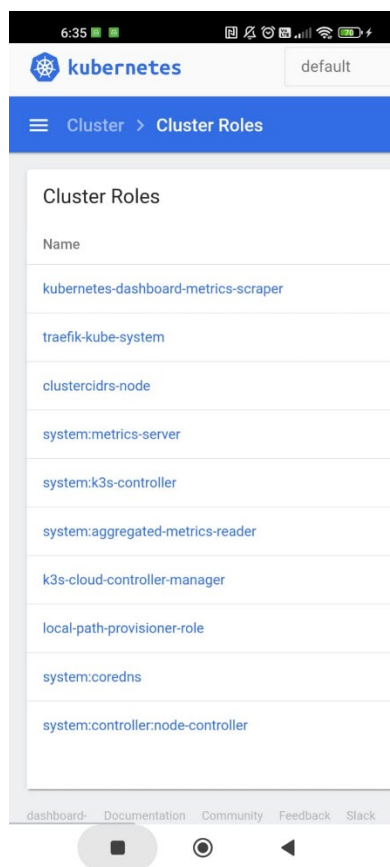 6:35 70
kubernetes default
Cluster > Cluster Roles
Cluster Roles
Name
kubernetes-dashboard-metrics-scraper
traefik-kube-system
clustercidrs-node
system:metrics-server
system:k3s-controller
system:aggregated-metrics-reader
k3s-cloud-controller-manager
local-path-provisioner-role
system:coredns
system:controller:node-controller
dashboard- Documentation Community Feedback Slack